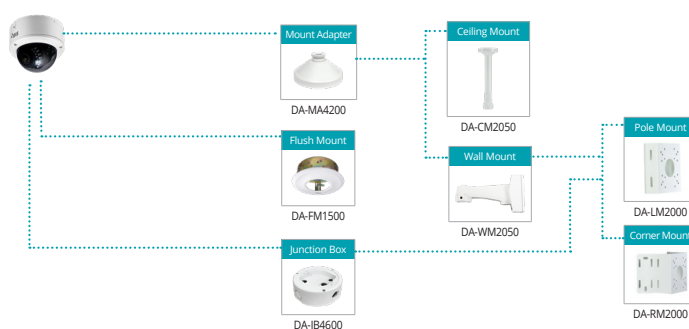 Mount Adapter
DA-MA4200
Ceiling Mount
DA-CM2050
Flush Mount
DA-FM1500
Wall Mount
DA-WM2050
Pole Mount
DA-LM2000
Junction Box
DA-IB4600
Corner Mount
DA-RM2000